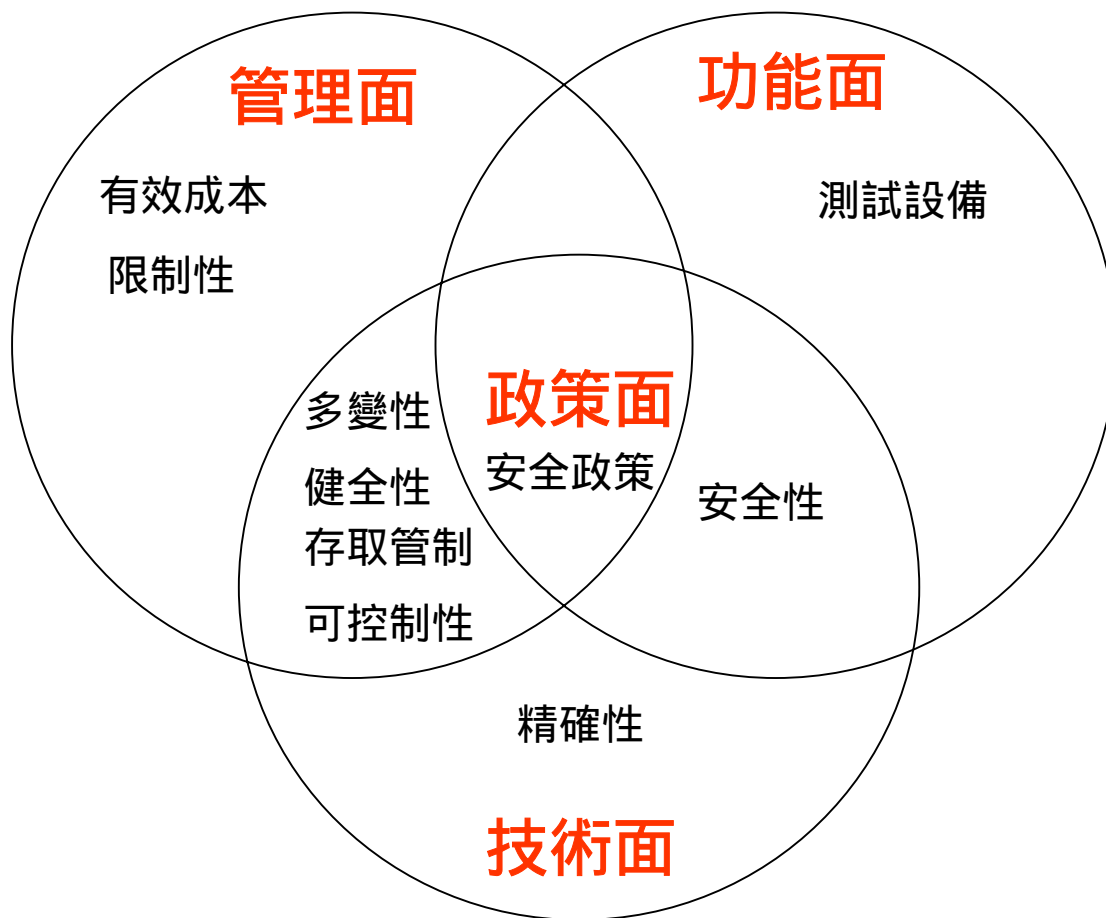 管理面
功能面
有效成本
測試設備
限制性
政策面
多變性
安全政策
健全性
安全性
存取管制
可控制性
精確性
技術面